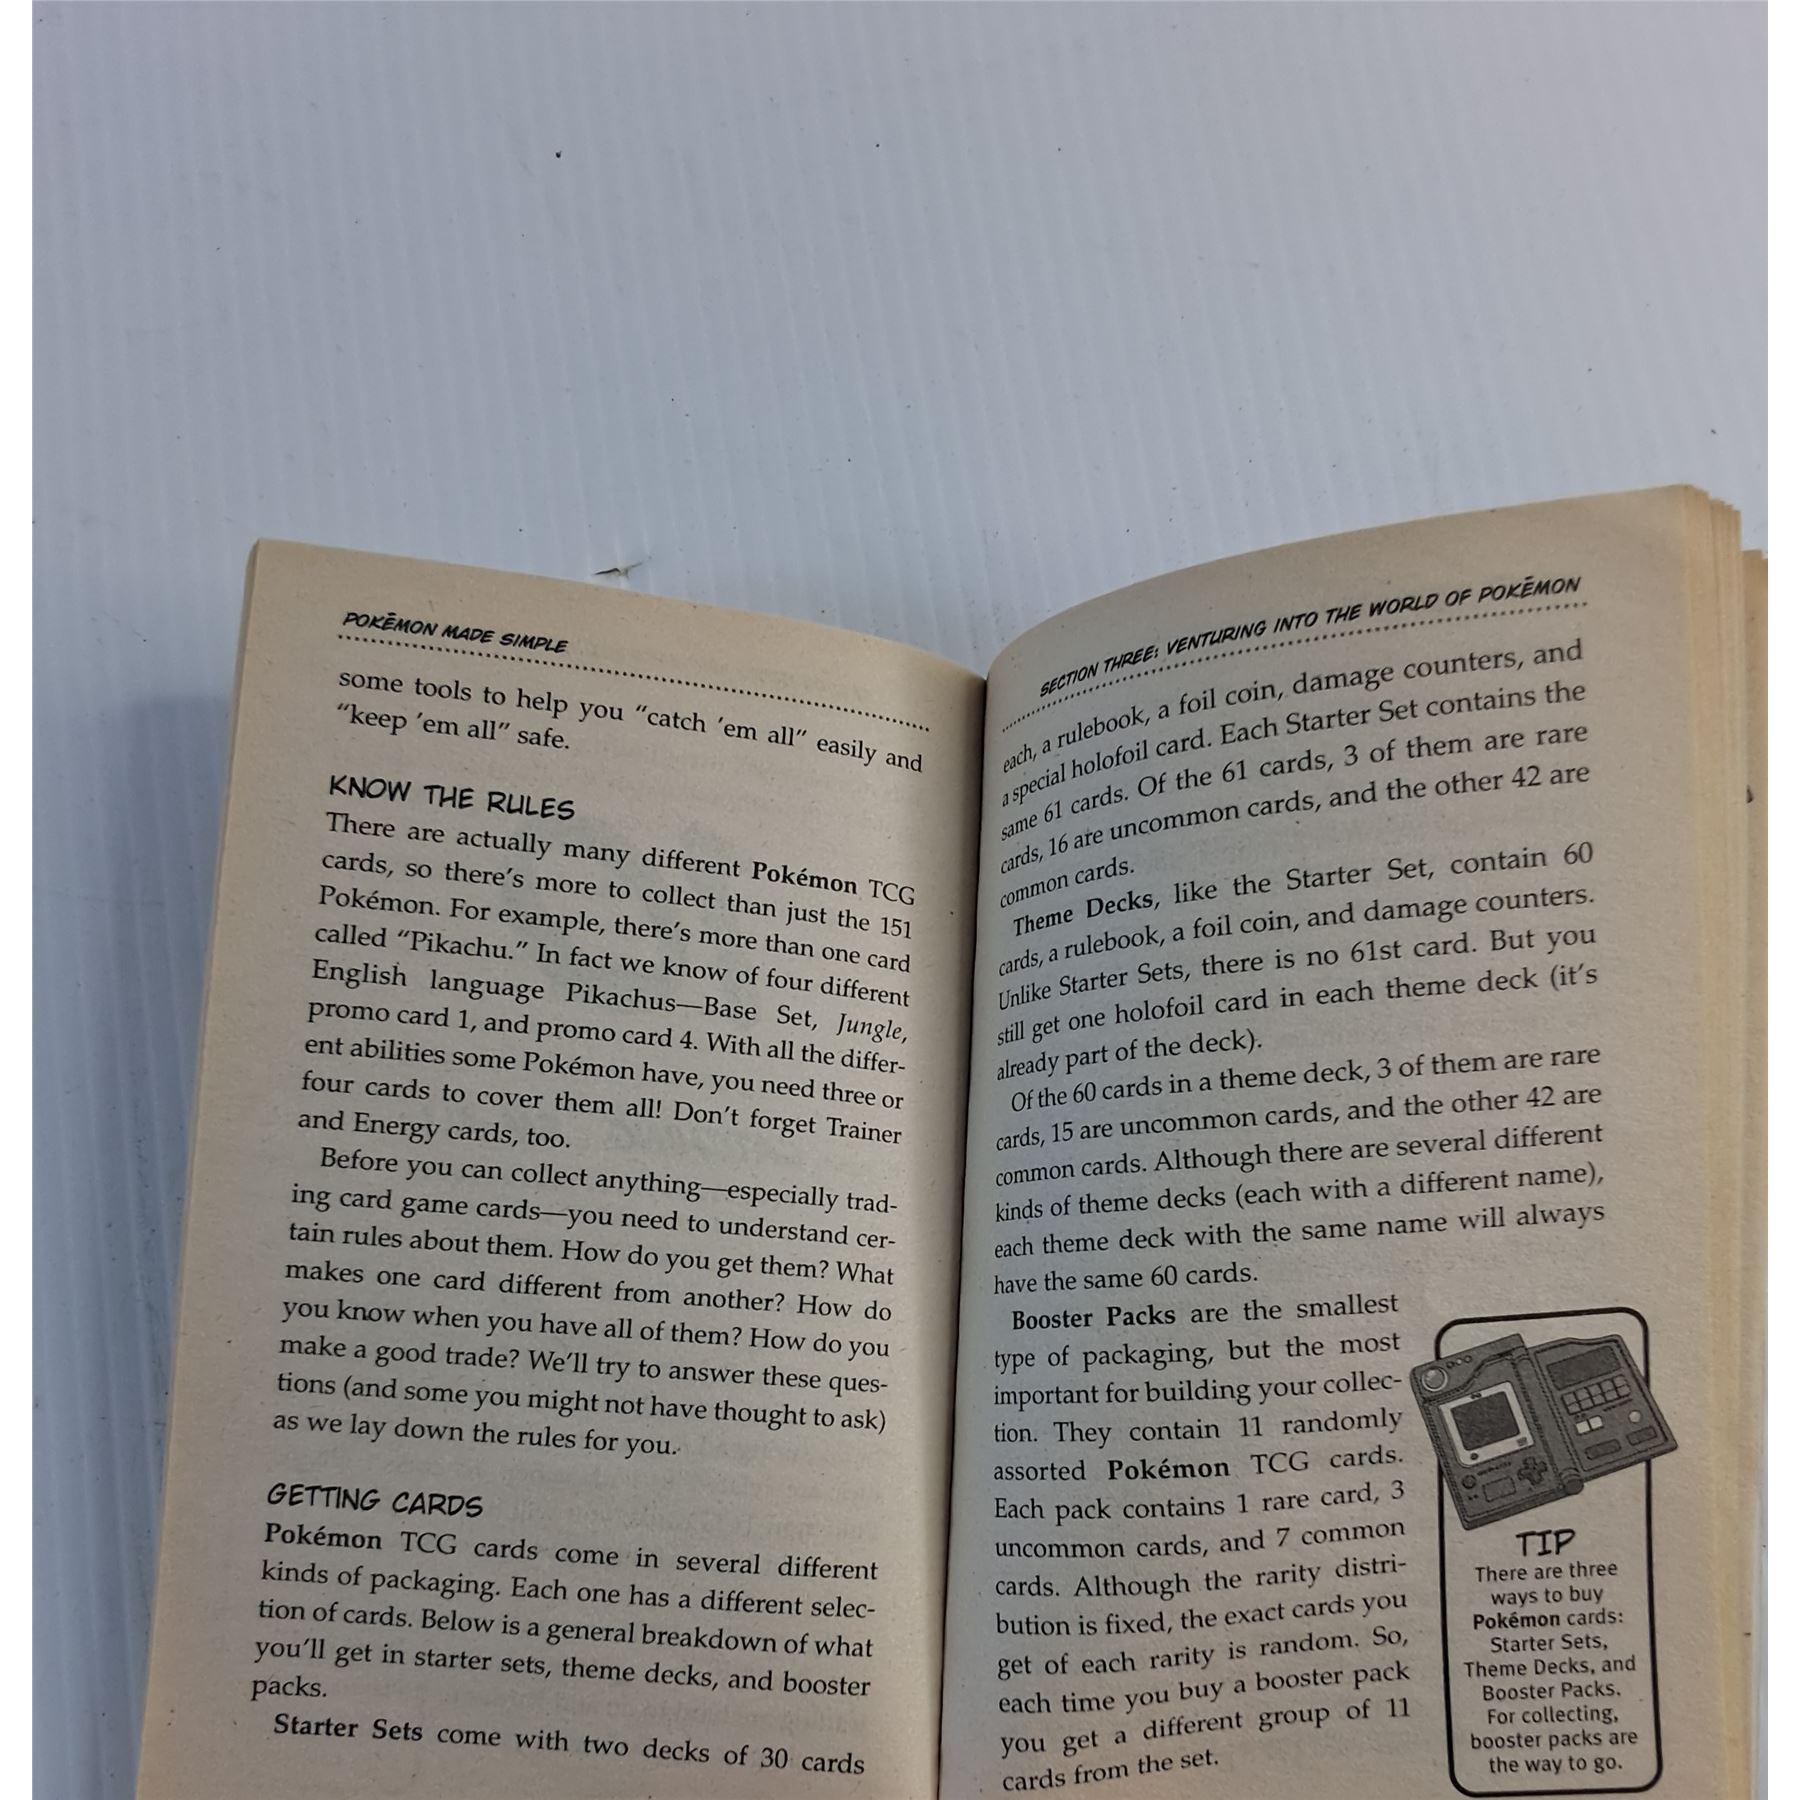 POKéMON MADE SIMPLE
some tools to help you “catch ’em all” easily and
“keep ’em all” safe.
KNOW THE RULES
There are actually many different Pokémon TCG
cards, so there’s more to collect than just the 151
Pokémon. For example, there’s more than one card
called “Pikachu.” In fact we know of four different
English language Pikachus—Base Set, Jungle,
promo card 1, and promo card 4. With all the differ-
ent abilities some Pokémon have, you need three or
four cards to cover them all! Don’t forget Trainer
and Energy cards, too.
Before you can collect anything—especially trad-
ing card game cards—you need to understand cer-
tain rules about them. How do you get them? What
makes one card different from another? How do
you know when you have all of them? How do you
make a good trade? We’ll try to answer these ques-
tions (and some you might not have thought to ask)
as we lay down the rules for you.
GETTING CARDS
Pokémon TCG cards come in several different
kinds of packaging. Each one has a different selec-
tion of cards. Below is a general breakdown of what
you’ll get in starter sets, theme decks, and booster
packs.
Starter Sets come with two decks of 30 cards
SECTION THREE: VENTURING INTO THE WORLD OF POKéMON
each, a rulebook, a foil coin, damage counters, and
a special holofoil card. Each Starter Set contains the
same 61 cards. Of the 61 cards, 3 of them are rare
cards, 16 are uncommon cards, and the other 42 are
common cards.
Theme Decks, like the Starter Set, contain 60
cards, a rulebook, a foil coin, and damage counters.
Unlike Starter Sets, there is no 61st card. But you
still get one holofoil card in each theme deck (it’s
already part of the deck).
Of the 60 cards in a theme deck, 3 of them are rare
cards, 15 are uncommon cards, and the other 42 are
common cards. Although there are several different
kinds of theme decks (each with a different name),
each theme deck with the same name will always
have the same 60 cards.
Booster Packs are the smallest
type of packaging, but the most
important for building your collec-
tion. They contain 11 randomly
assorted Pokémon TCG cards.
Each pack contains 1 rare card, 3
uncommon cards, and 7 common
cards. Although the rarity distri-
bution is fixed, the exact cards you
get of each rarity is random. So,
each time you buy a booster pack
you get a different group of 11
cards from the set.
TIP
There are three
ways to buy
Pokémon cards:
Starter Sets,
Theme Decks, and
Booster Packs.
For collecting,
booster packs are
the way to go.